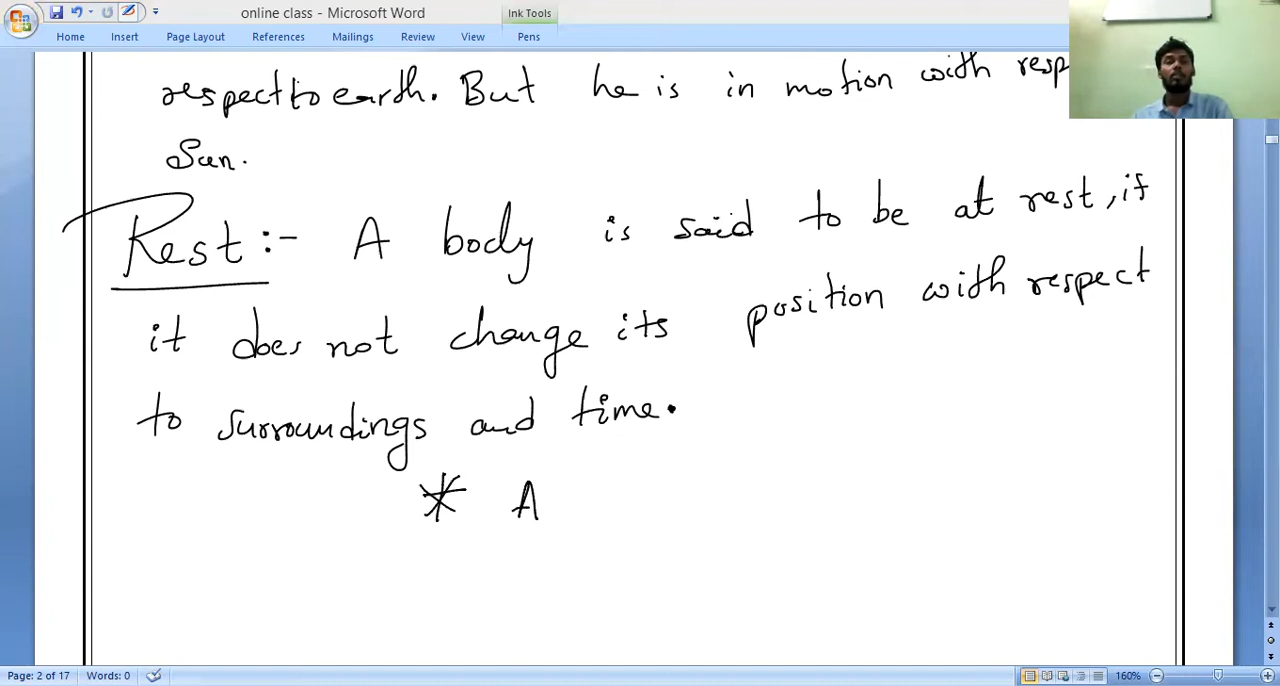 online class - Microsoft Word
Ink Tools
Home Insert Page Layout References Mailings Review View Pens
respect to earth. But he is in motion with resp
Sun.
Rest :- A body is said to be at rest, if
it does not change its position with respect
to surroundings and time.
* A
Page: 2 of 17 Words: 0 160%